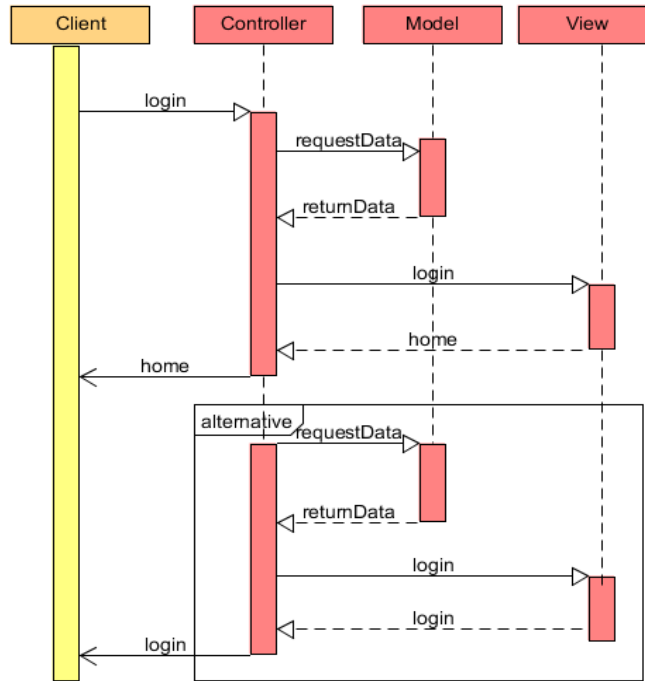 Client
Controller
Model
View
login
requestData
returnData
login
home
home
alternative
requestData
returnData
login
login
login